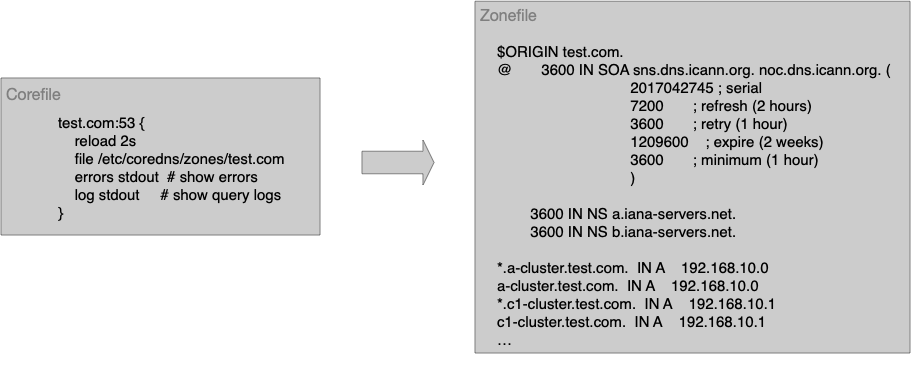 Corefile
test.com:53 {
reload 2s
file /etc/coredns/zones/test.com
errors stdout # show errors
log stdout # show query logs
}
Zonefile
$ORIGIN test.com.
@ 3600 IN SOA sns.dns.icann.org. noc.dns.icann.org. (
2017042745 ; serial
7200 ; refresh (2 hours)
3600 ; retry (1 hour)
1209600 ; expire (2 weeks)
3600 ; minimum (1 hour)
)
3600 IN NS a.iana-servers.net.
3600 IN NS b.iana-servers.net.
*.a-cluster.test.com. IN A 192.168.10.0
a-cluster.test.com. IN A 192.168.10.0
*.c1-cluster.test.com. IN A 192.168.10.1
c1-cluster.test.com. IN A 192.168.10.1
...